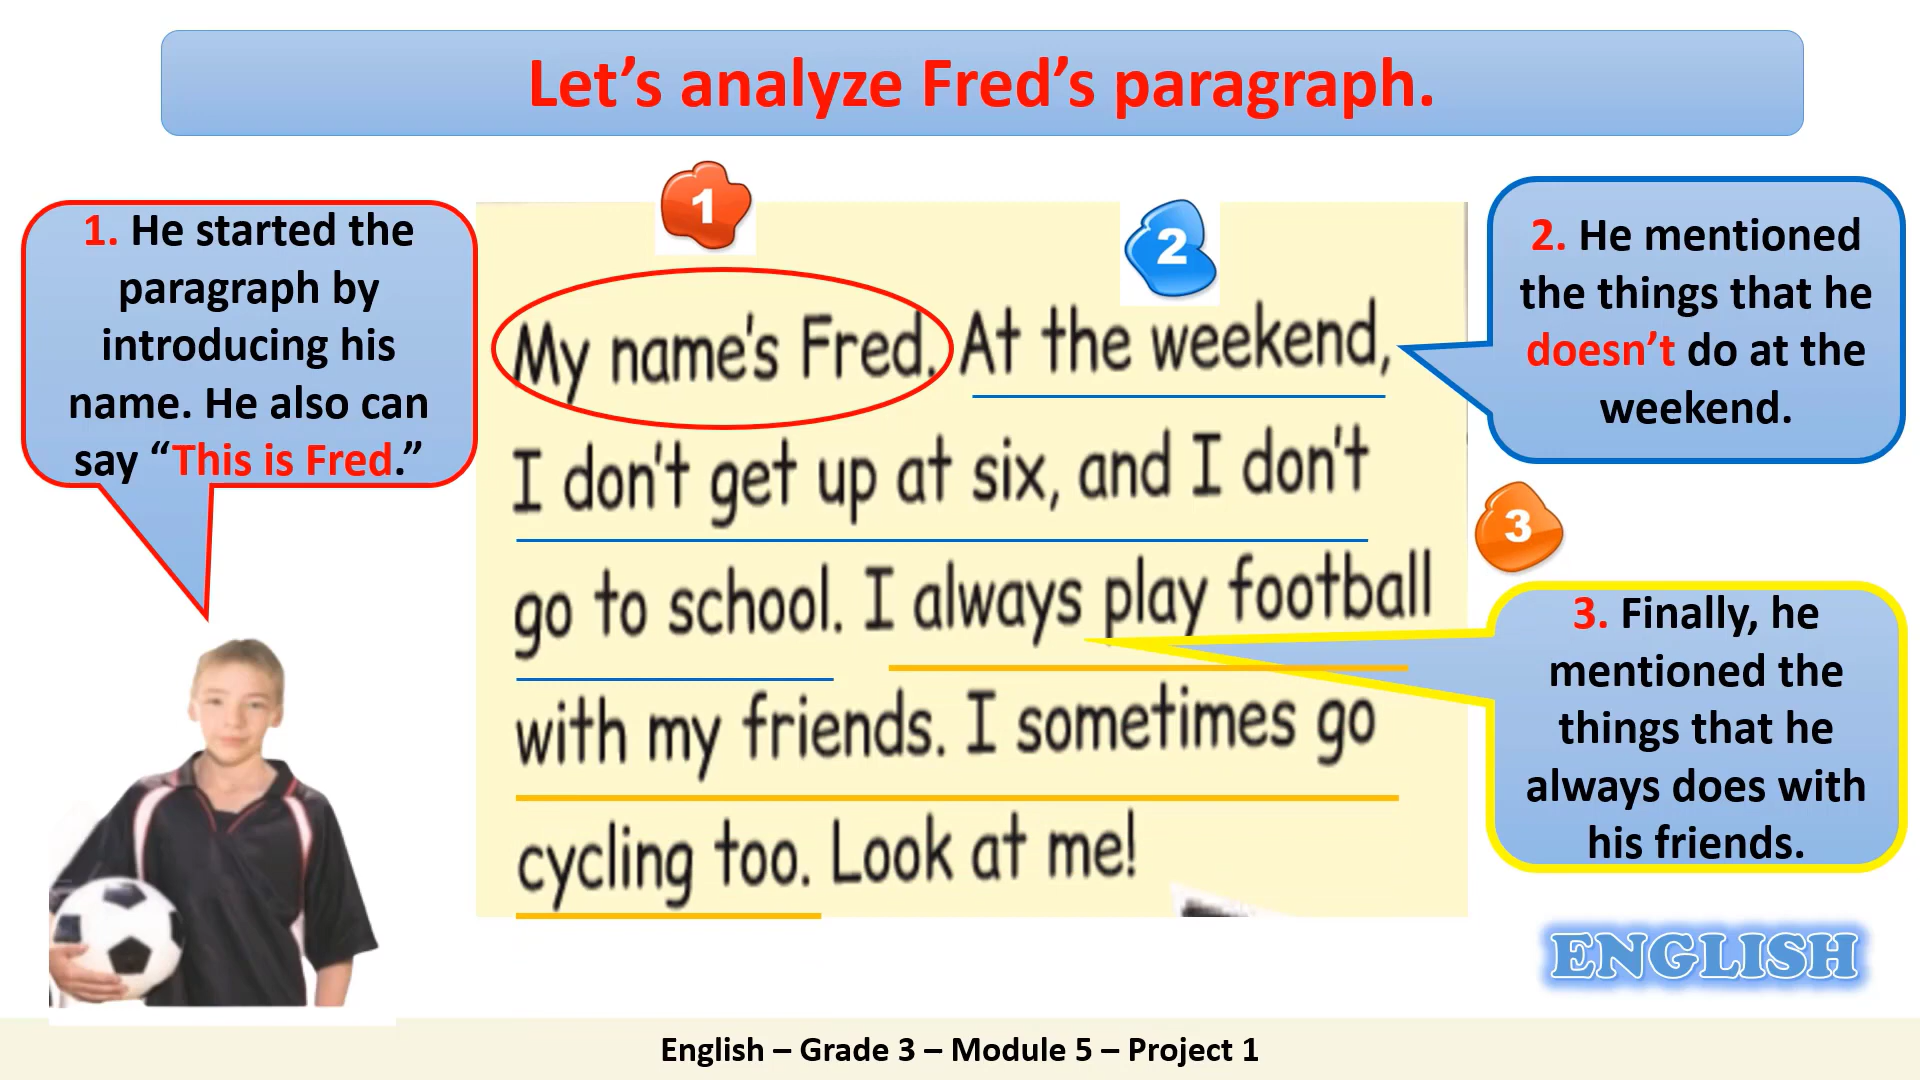 Let’s analyze Fred’s paragraph.
1
2
1. He started the
paragraph by
introducing his
name. He also can
say “This is Fred.”
My name's Fred. At the weekend,
I don't get up at six, and I don't
go to school. I always play football
with my friends. I sometimes go
cycling too. Look at me!
2. He mentioned
the things that he
doesn’t do at the
weekend.
3
3. Finally, he
mentioned the
things that he
always does with
his friends.
ENGLISH
English – Grade 3 – Module 5 – Project 1